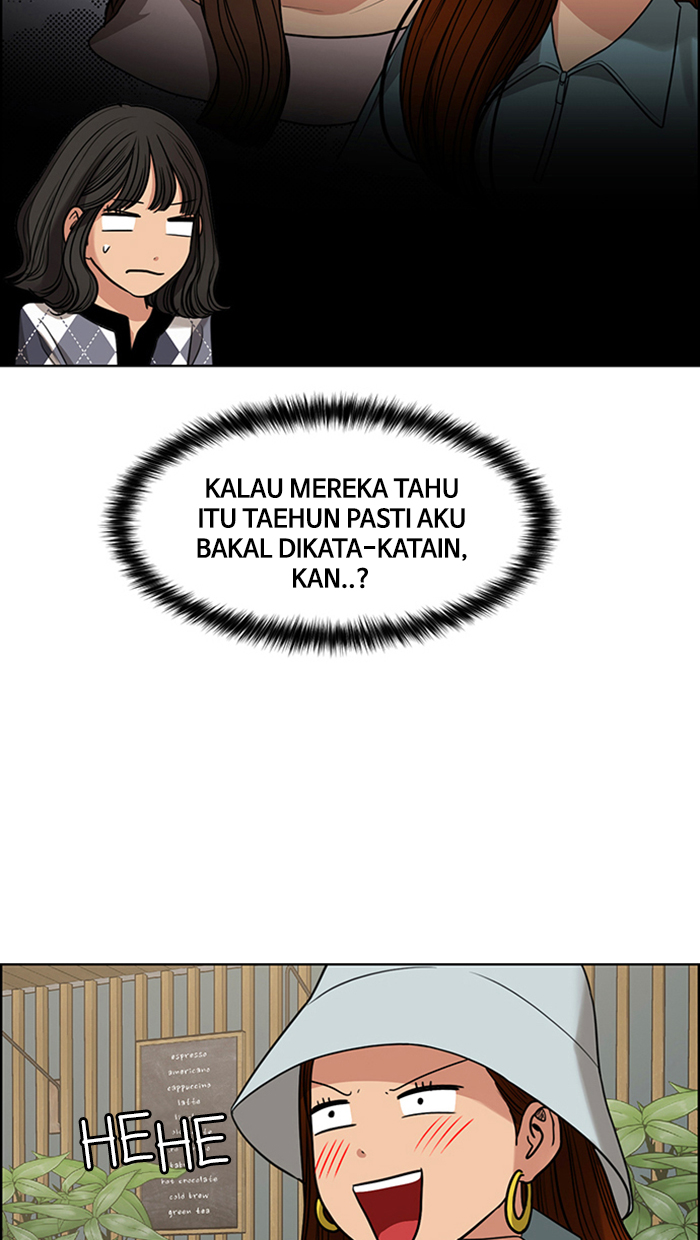 KALAU MEREKA TAHU
ITU TAEHUN PASTI AKU
BAKAL DIKATA-KATAIN,
KAN..?
espresso
americano
cappuccino
latte
HEHE
hot chocolate
cold brew
green tea